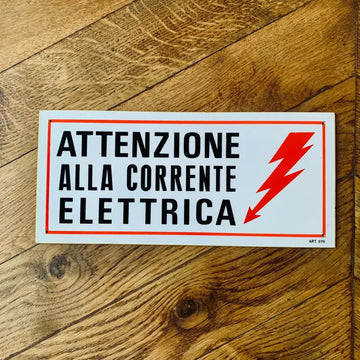 ATTENZIONE
ALLA CORRENTE
ELETTRICA
ART. 275